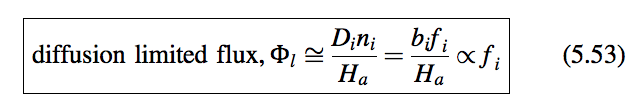 diffusion limited flux, Φ_l ≅ D_i n_i / H_a = b_i f_i / H_a ∝ f_i (5.53)